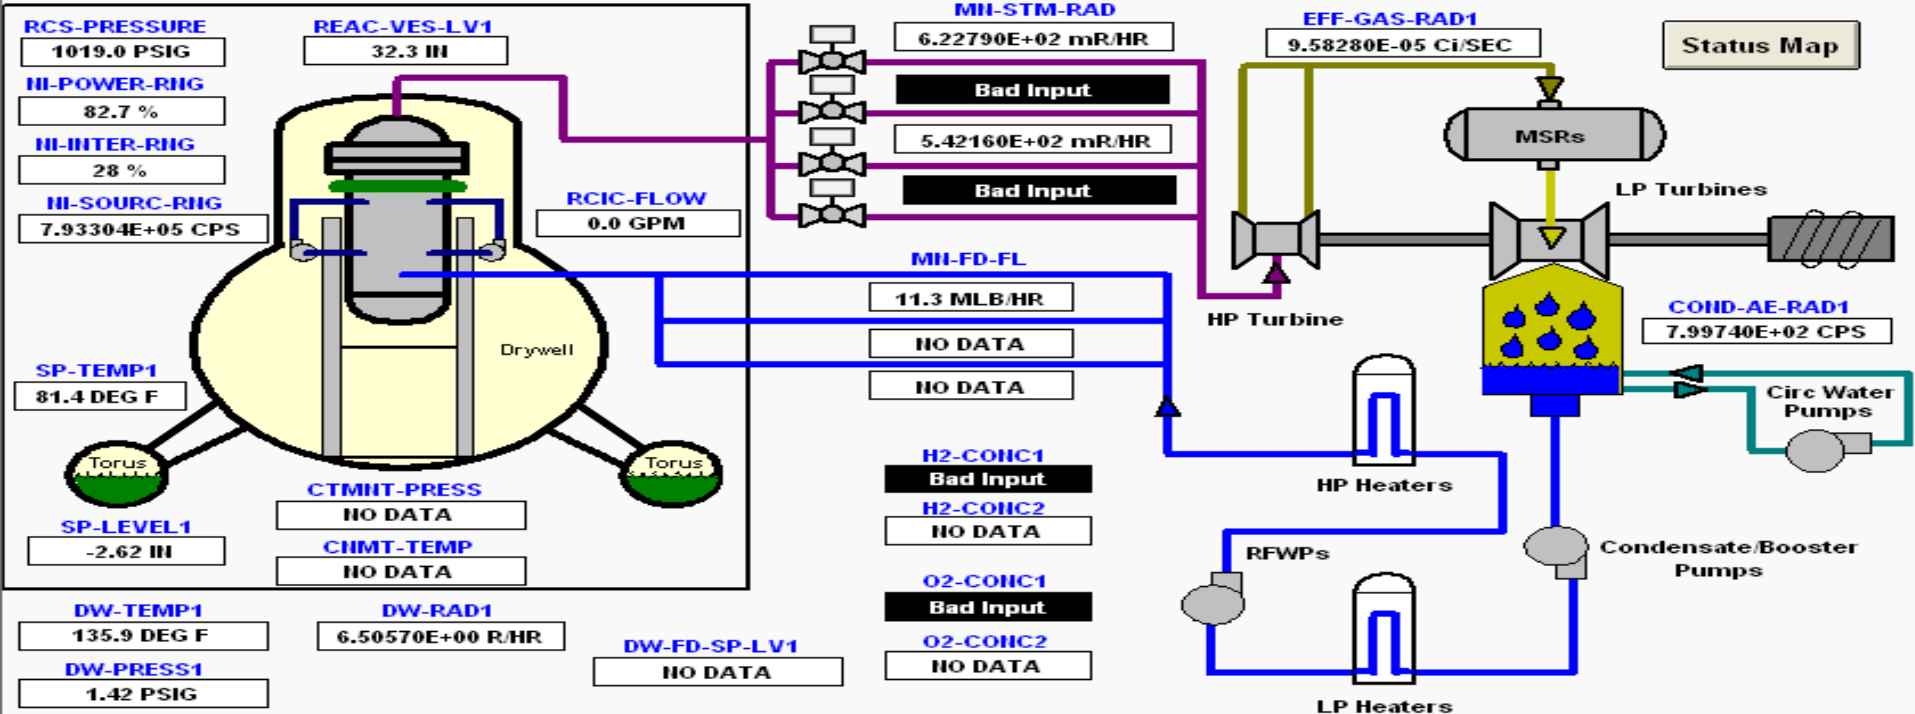 RCS-PRESSURE
1019.0 PSIG
NI-POWER-RNG
82.7 %
NI-INTER-RNG
28 %
NI-SOURC-RNG
7.93304E+05 CPS
REAC-VES-LV1
32.3 IN
RCIC-FLOW
0.0 GPM
Drywell
SP-TEMP1
81.4 DEG F
Torus
Torus
SP-LEVEL1
-2.62 IN
CTMNT-PRESS
NO DATA
CNMT-TEMP
NO DATA
DW-TEMP1
135.9 DEG F
DW-PRESS1
1.42 PSIG
DW-RAD1
6.50570E+00 R/HR
DW-FD-SP-LV1
NO DATA
MN-STM-RAD
6.22790E+02 mR/HR
Bad Input
5.42160E+02 mR/HR
Bad Input
MN-FD-FL
11.3 MLB/HR
NO DATA
NO DATA
H2-CONC1
Bad Input
H2-CONC2
NO DATA
O2-CONC1
Bad Input
O2-CONC2
NO DATA
EFF-GAS-RAD1
9.58280E-05 Ci/SEC
Status Map
MSRs
LP Turbines
HP Turbine
COND-AE-RAD1
7.99740E+02 CPS
Circ Water
Pumps
HP Heaters
RFWPs
Condensate/Booster
Pumps
LP Heaters